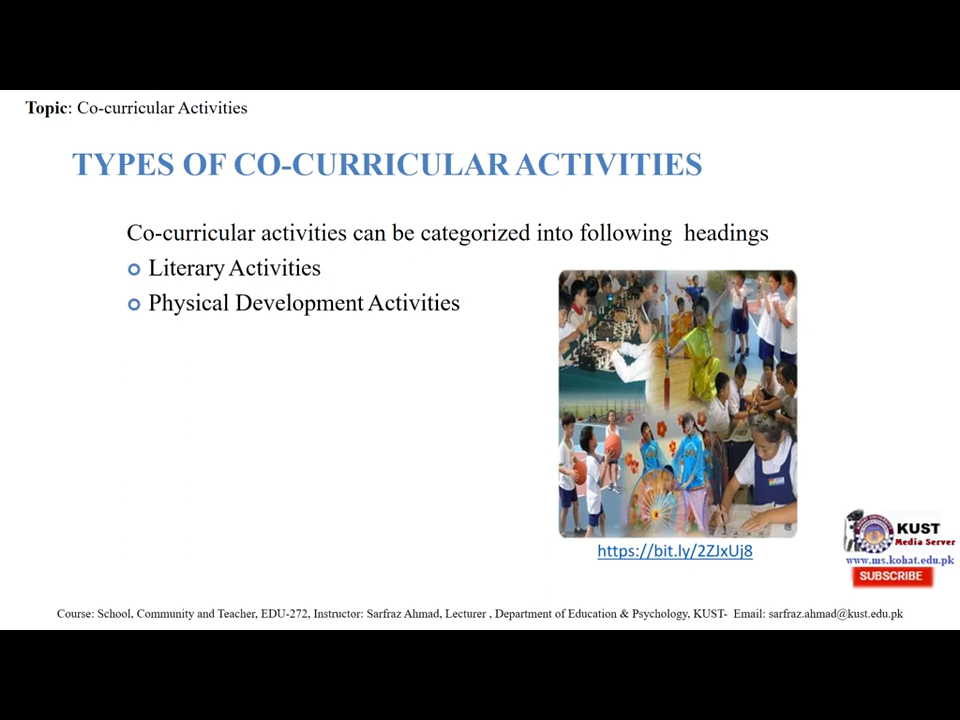 Topic: Co-curricular Activities
TYPES OF CO-CURRICULAR ACTIVITIES
Co-curricular activities can be categorized into following headings
Literary Activities
Physical Development Activities
https://bit.ly/2ZJxUj8
KUST
Media Server
www.ms.kohat.edu.pk
SUBSCRIBE
Course: School, Community and Teacher, EDU-272, Instructor: Sarfraz Ahmad, Lecturer , Department of Education & Psychology, KUST- Email: sarfraz.ahmad@kust.edu.pk